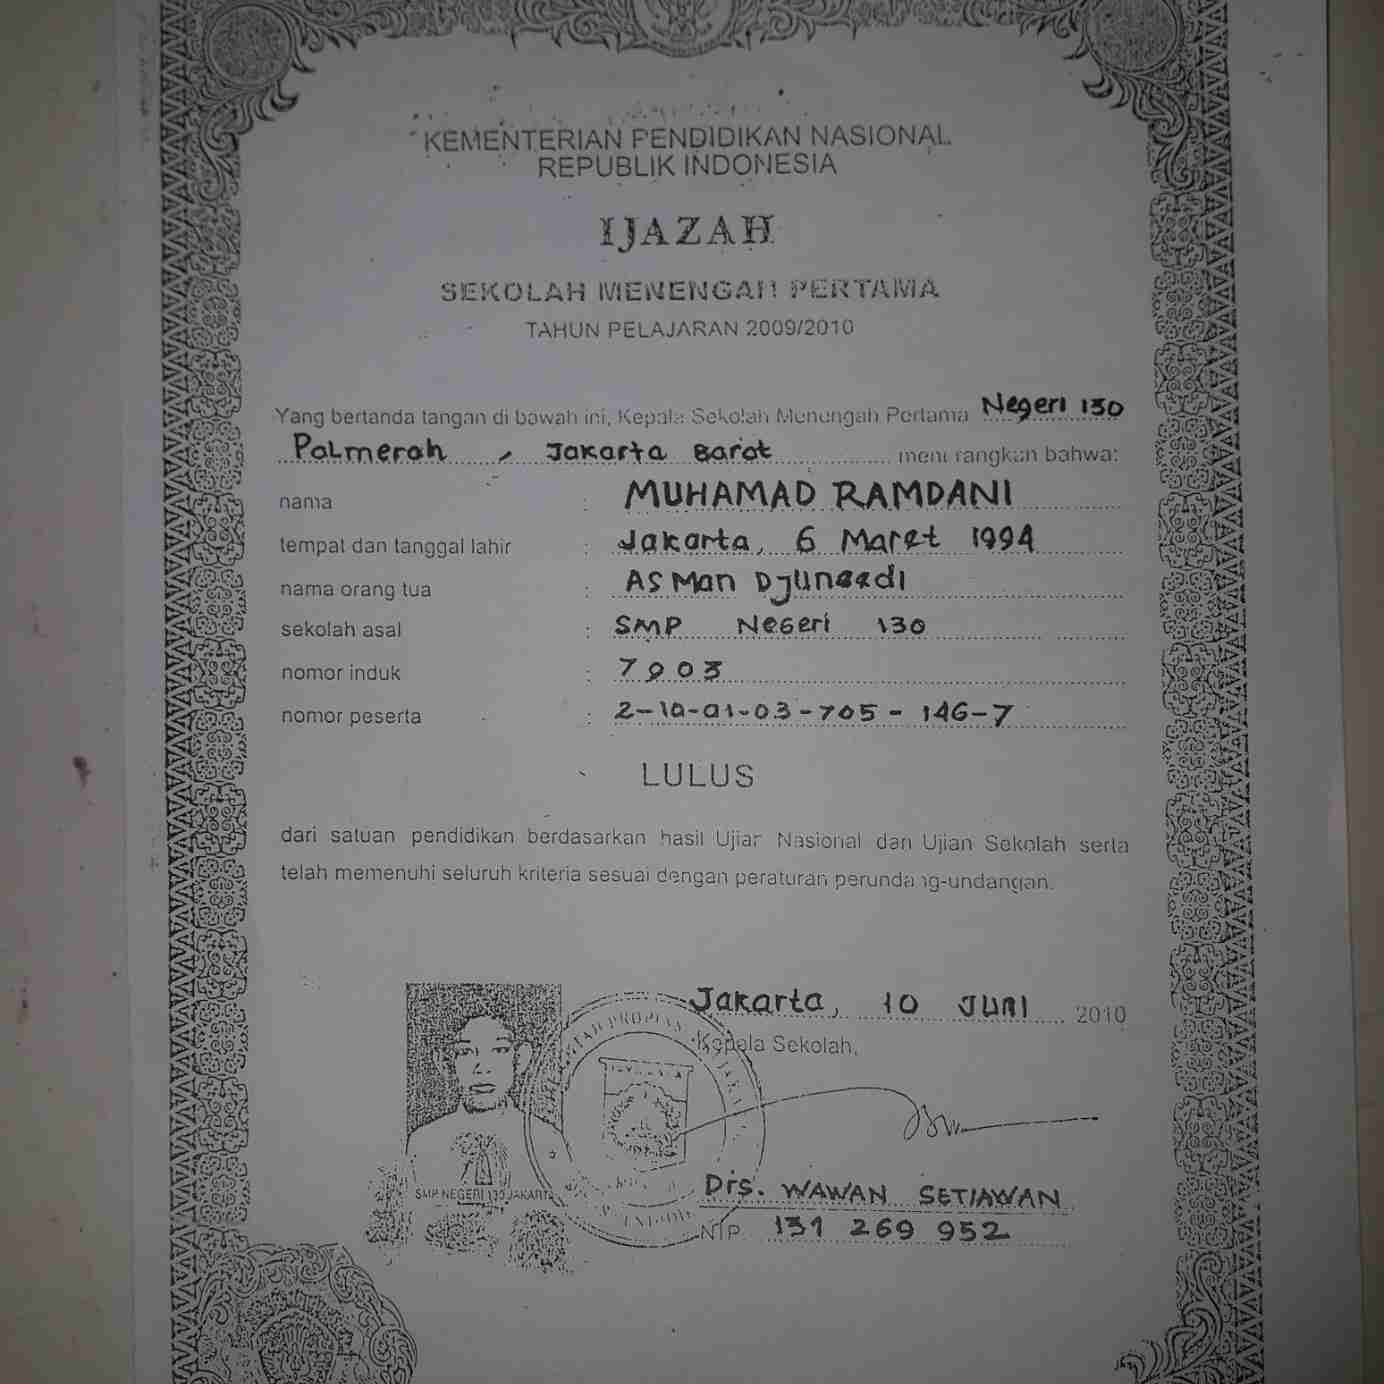 KEMENTERIAN PENDIDIKAN NASIONAL
REPUBLIK INDONESIA
IJAZAH
SEKOLAH MENENGAH PERTAMA
TAHUN PELAJARAN 2009/2010
Yang bertanda tangan di bawah ini, Kepala Sekolah Menengah Pertama Negeri 130
Palmerah, Jakarta Barat menerangkan bahwa:
nama : MUHAMAD RAMDANI
tempat dan tanggal lahir : Jakarta, 6 Maret 1994
nama orang tua : Asman Djunaedi
sekolah asal : SMP Negeri 130
nomor induk : 7903
nomor peserta : 2-10-01-03-705-146-7
LULUS
dari satuan pendidikan berdasarkan hasil Ujian Nasional dan Ujian Sekolah serta
telah memenuhi seluruh kriteria sesuai dengan peraturan perundang-undangan.
Jakarta, 10 Juni 2010
Kepala Sekolah,
SMP NEGERI 130 JAKARTA
Drs. WAWAN SETIAWAN
NIP. 131 269 952